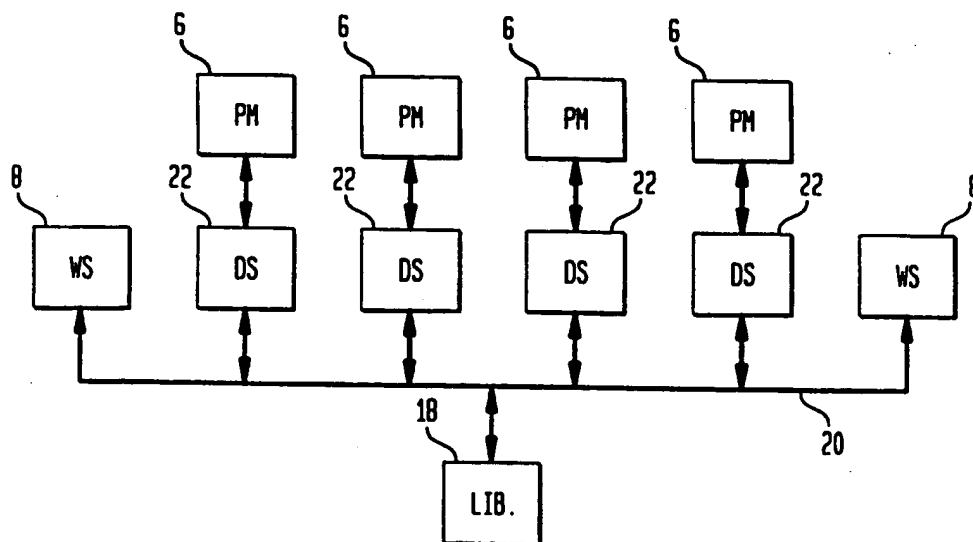 6 6 6 6
PM PM PM PM
8 22 22 22 22 8
WS DS DS DS DS WS
18 20
LIB.